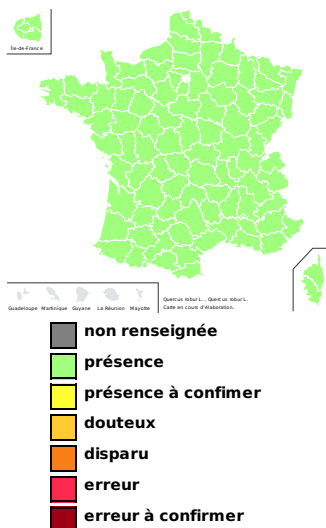 Île-de-France
Guadeloupe Martinique Guyane La Réunion Mayotte
Quercus robur L. , Quercus robur L.
Carte en cours d'élaboration.
non renseignée
présence
présence à confimer
douteux
disparu
erreur
erreur à confirmer